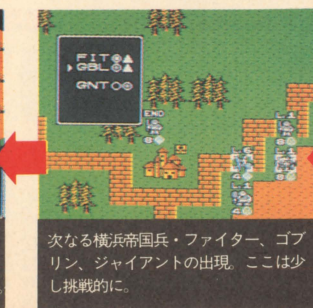 FIT◎▲
▶GBL◎▲
GNT○◎
END
次なる横浜帝国兵・ファイター、ゴブ
リン、ジャイアントの出現。ここは少
し挑戦的に。